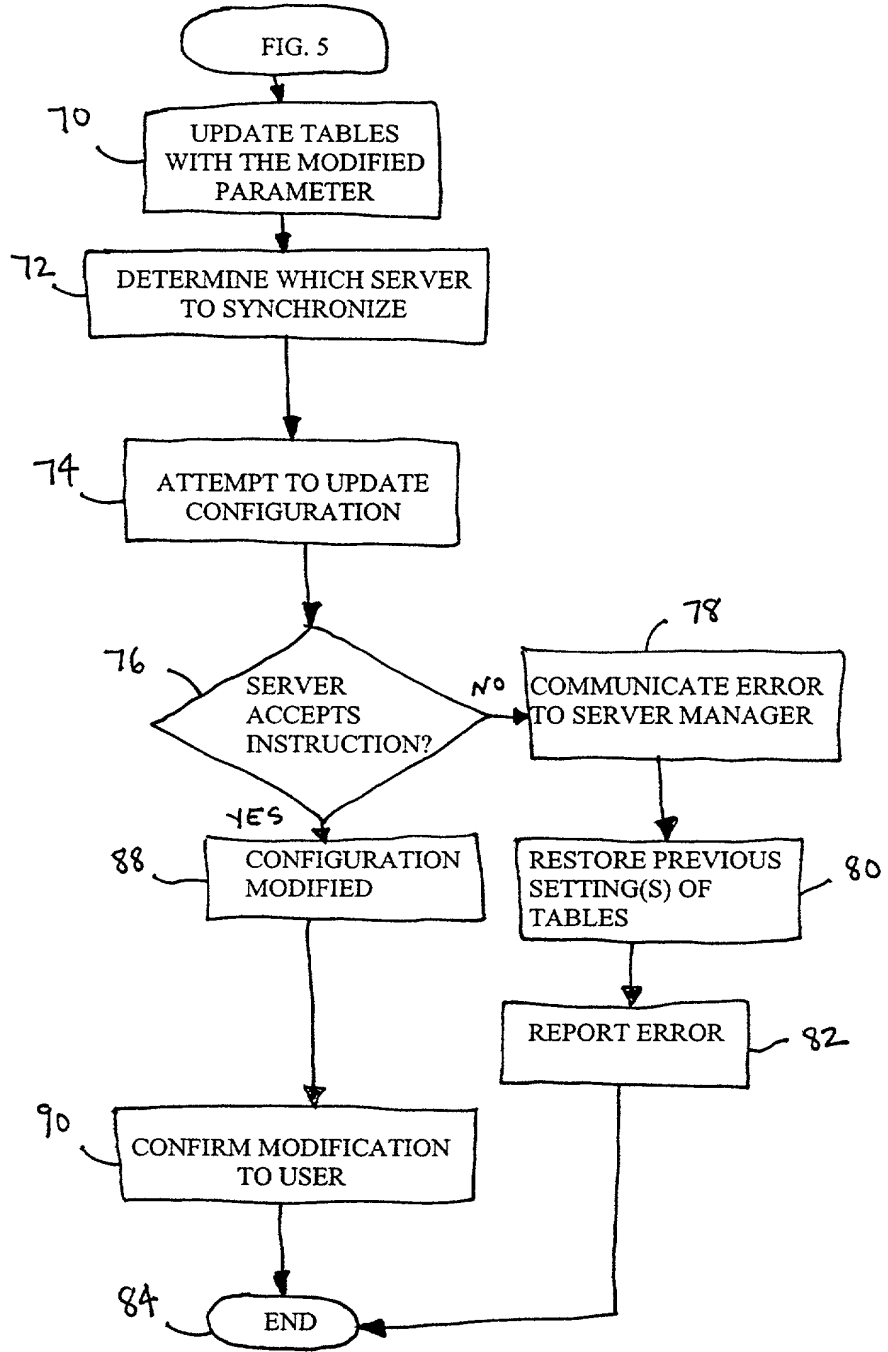 FIG. 5
70
UPDATE TABLES
WITH THE MODIFIED
PARAMETER
72
DETERMINE WHICH SERVER
TO SYNCHRONIZE
74
ATTEMPT TO UPDATE
CONFIGURATION
76
SERVER
ACCEPTS
INSTRUCTION?
NO
78
COMMUNICATE ERROR
TO SERVER MANAGER
YES
88
CONFIGURATION
MODIFIED
RESTORE PREVIOUS
SETTING(S) OF
TABLES
80
REPORT ERROR
82
90
CONFIRM MODIFICATION
TO USER
84
END